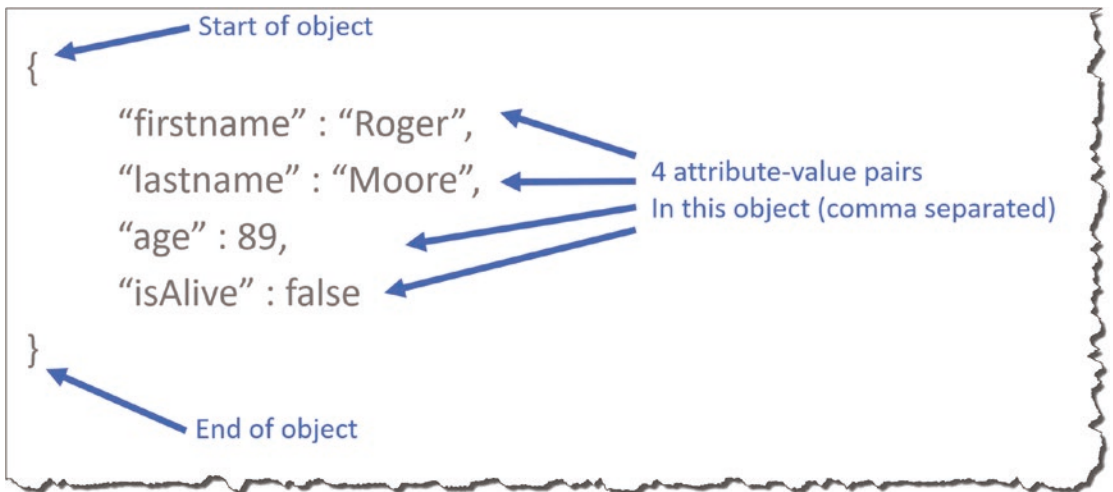 Start of object
{
“firstname” : “Roger”,
“lastname” : “Moore”,
4 attribute-value pairs
In this object (comma separated)
“age” : 89,
“isAlive” : false
}
End of object